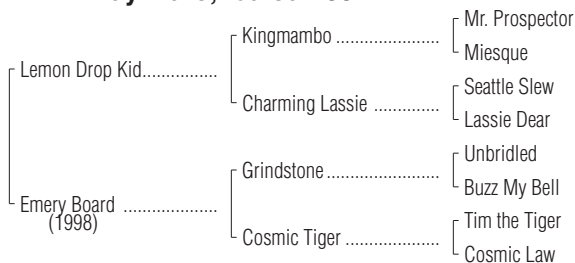 Kingmambo ..................
Mr. Prospector
Miesque
Lemon Drop Kid...............
Charming Lassie ..............
Seattle Slew
Lassie Dear
Grindstone ......................
Unbridled
Buzz My Bell
Emery Board ...................
(1998)
Cosmic Tiger ...................
Tim the Tiger
Cosmic Law